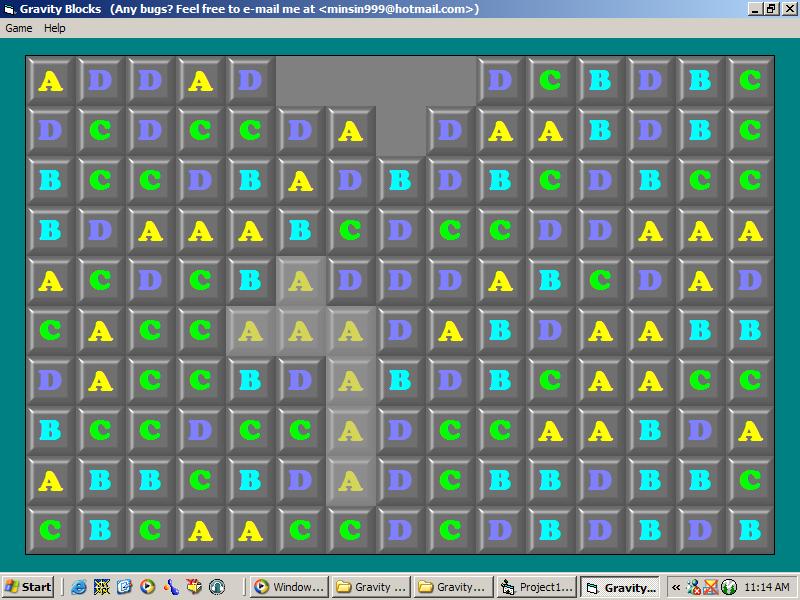 Gravity Blocks (Any bugs? Feel free to e-mail me at <minsin999@hotmail.com>)
Game Help
A D D A D D C B D B C
D C D C C D A D A A B D B C
B C C D B A D B D B C D B C C
B D A A A B C D C C D D A A A
A C D C B A D D D A B C D A D
C A C C A A A D A B D A A B B
D A C C B D A B D B C A A C C
B C C D C C A D C C A A B D A
A B B C B D A D C B B D B B C
C B C A A C C D C D B D B D B
Start Window... Gravity ... Gravity... Project1... Gravity... « 11:14 AM